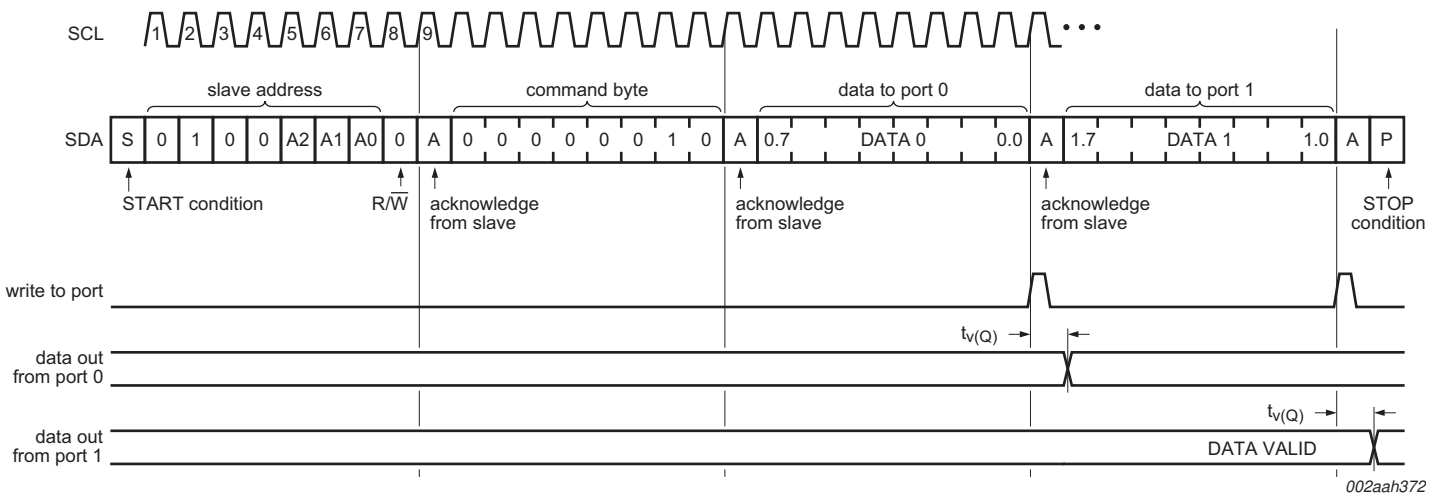 SCL 1 2 3 4 5 6 7 8 9 • • •
slave address command byte data to port 0 data to port 1
SDA S 0 1 0 0 A2 A1 A0 0 A 0 0 0 0 0 0 1 0 A 0.7 DATA 0 0.0 A 1.7 DATA 1 1.0 A P
START condition R/W̅ acknowledge acknowledge acknowledge STOP
from slave from slave from slave condition
write to port
tv(Q)
data out
from port 0
tv(Q)
data out
from port 1 DATA VALID
002aah372